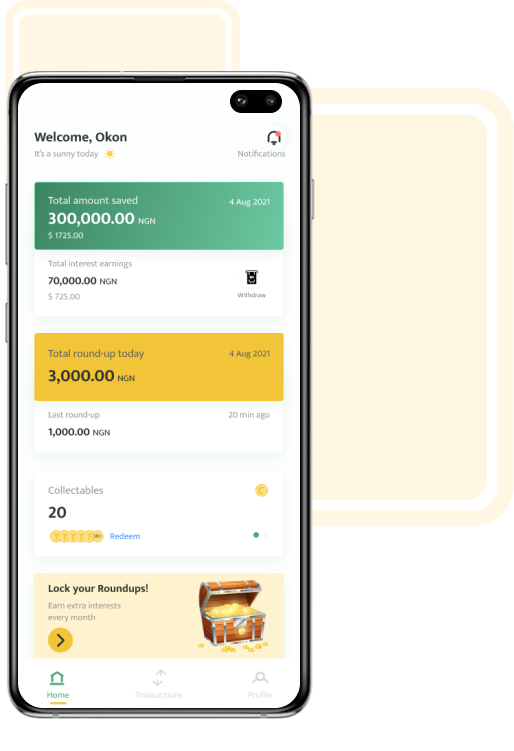 Welcome, Okon
It's a sunny today
Notifications
Total amount saved
4 Aug 2021
300,000.00 NGN
$ 1725.00
Total interest earnings
70,000.00 NGN
$ 725.00
Withdraw
Total round-up today
4 Aug 2021
3,000.00 NGN
Last round-up
20 min ago
1,000.00 NGN
Collectables
C
20
T T T T T
Redeem
Lock your Roundups!
Earn extra interests
every month
Home
Transactions
Profile